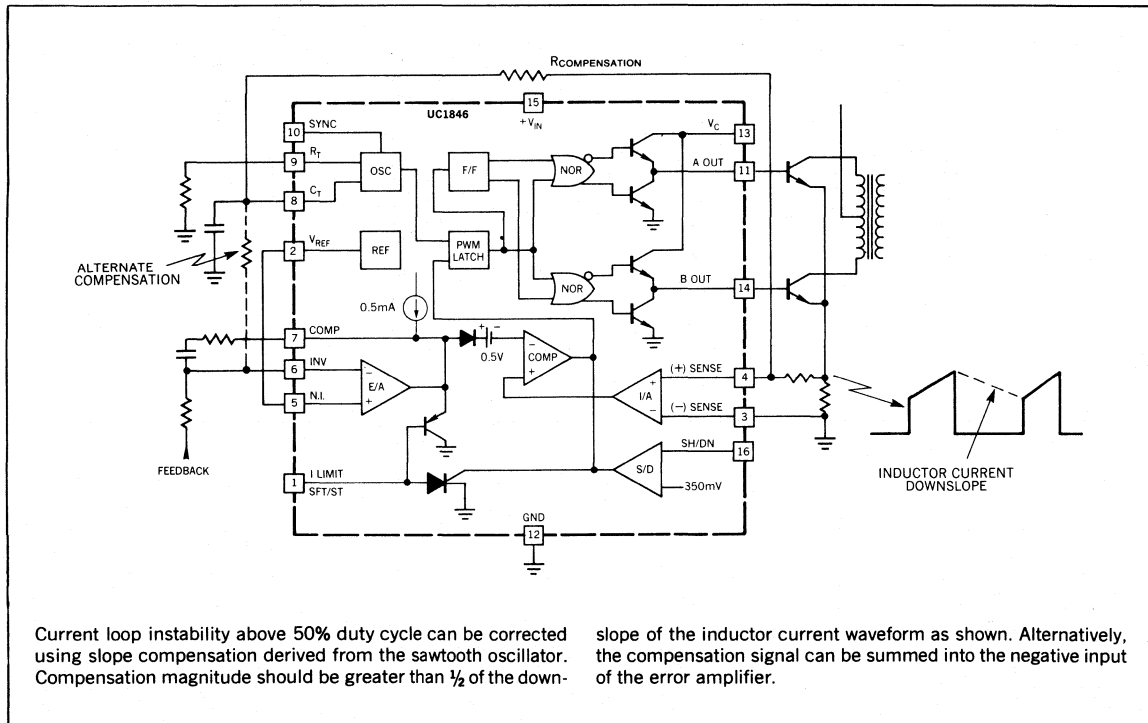 RCOMPENSATION
15
+ VIN
UC1846
10 SYNC
9 RT
8 CT
2 VREF
OSC
F/F
NOR
VC 13
A OUT 11
REF
PWM
LATCH
NOR
B OUT 14
ALTERNATE
COMPENSATION
0.5mA
7 COMP
+ -
0.5V
-
COMP
+
6 INV
-
E/A
5 N.I.
+
(+) SENSE 4
+
I/A
(-) SENSE 3
-
FEEDBACK
SH/DN 16
S/D
350mV
1 I LIMIT
SFT/ST
INDUCTOR CURRENT
DOWNSLOPE
GND
12
Current loop instability above 50% duty cycle can be corrected
using slope compensation derived from the sawtooth oscillator.
Compensation magnitude should be greater than ½ of the down-
slope of the inductor current waveform as shown. Alternatively,
the compensation signal can be summed into the negative input
of the error amplifier.